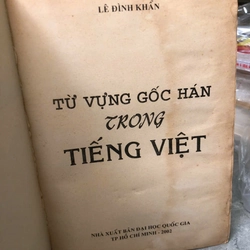 LÊ ĐÌNH KHẨN
TỪ VỰNG GỐC HÁN
TRONG
TIẾNG VIỆT
NHÀ XUẤT BẢN ĐẠI HỌC QUỐC GIA
TP HỒ CHÍ MINH - 2002